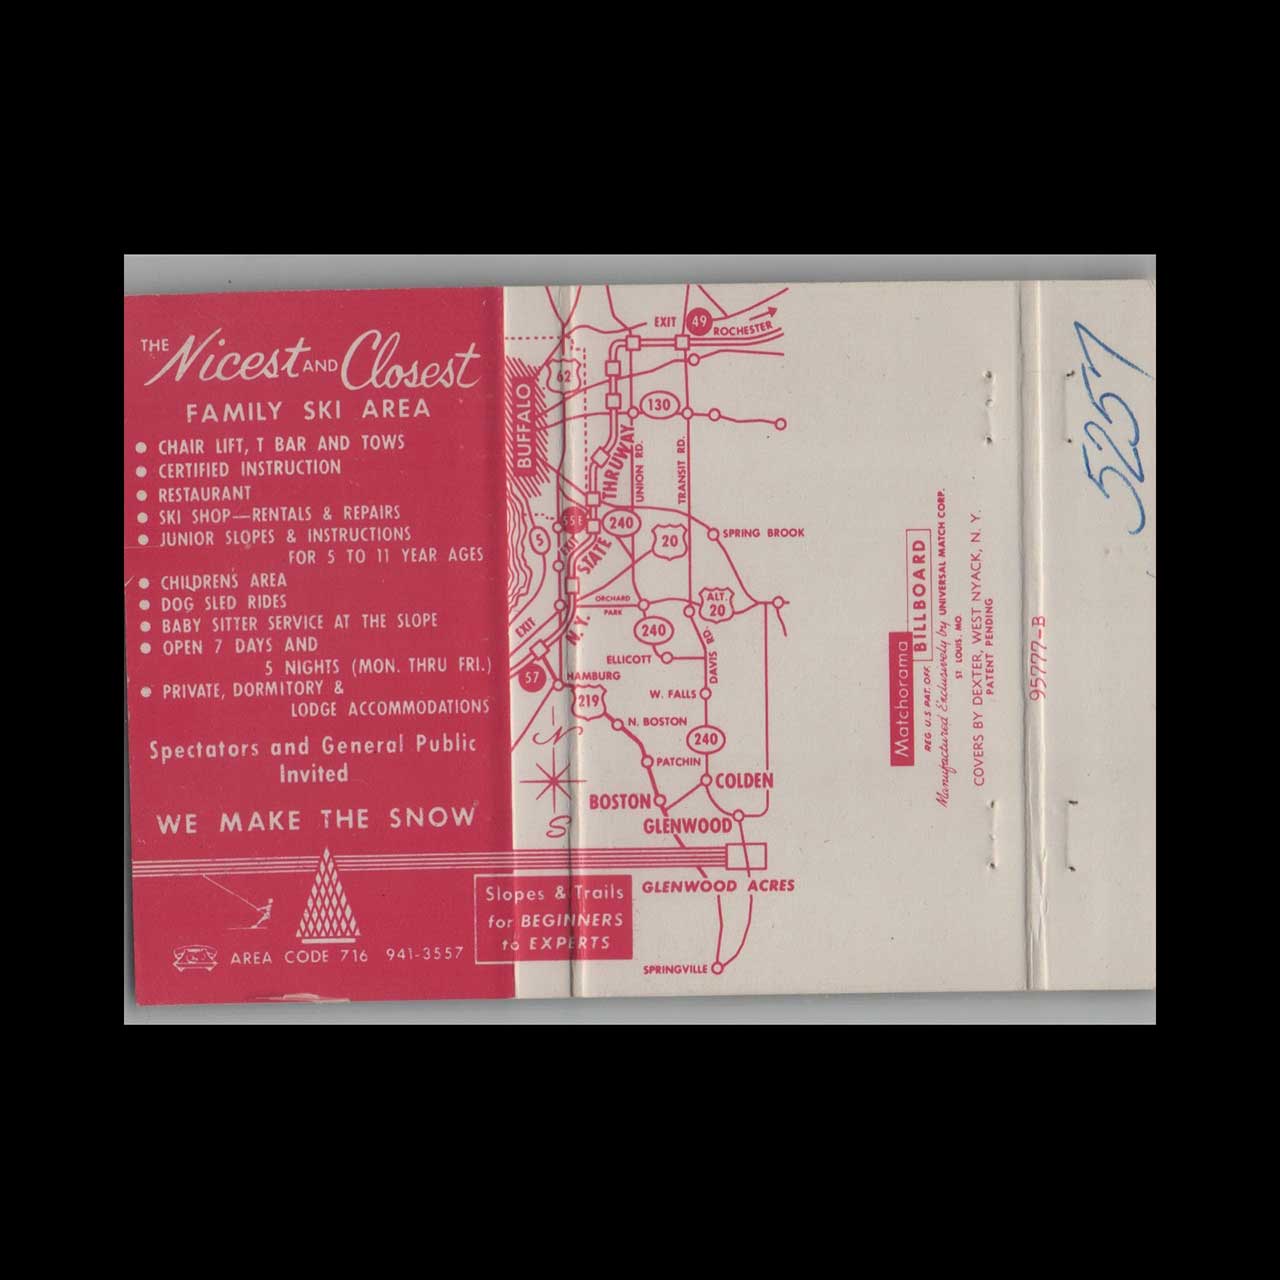 THE Nicest AND Closest
FAMILY SKI AREA
● CHAIR LIFT, T BAR AND TOWS
● CERTIFIED INSTRUCTION
● RESTAURANT
● SKI SHOP—RENTALS & REPAIRS
● JUNIOR SLOPES & INSTRUCTIONS
FOR 5 TO 11 YEAR AGES
● CHILDRENS AREA
● DOG SLED RIDES
● BABY SITTER SERVICE AT THE SLOPE
● OPEN 7 DAYS AND
5 NIGHTS (MON. THRU FRI.)
● PRIVATE, DORMITORY &
LODGE ACCOMMODATIONS
Spectators and General Public
Invited
WE MAKE THE SNOW
AREA CODE 716 941-3557
Slopes & Trails
for BEGINNERS
to EXPERTS
EXIT 49
ROCHESTER
62
BUFFALO
130
THRUWAY
UNION RD.
TRANSIT RD.
55E
240
5
20
SPRING BROOK
STATE
ORCHARD
PARK
ALT.
20
EXIT
N. Y.
240
DAVIS RD.
ELLICOTT
57
HAMBURG
W. FALLS
219
N. BOSTON
N
240
PATCHIN
COLDEN
BOSTON
S
GLENWOOD
GLENWOOD ACRES
SPRINGVILLE
Matchorama BILLBOARD
REG. U.S. PAT. OFF.
Manufactured Exclusively by UNIVERSAL MATCH CORP.
ST. LOUIS, MO.
COVERS BY DEXTER, WEST NYACK, N. Y.
PATENT PENDING
95777-B
5257